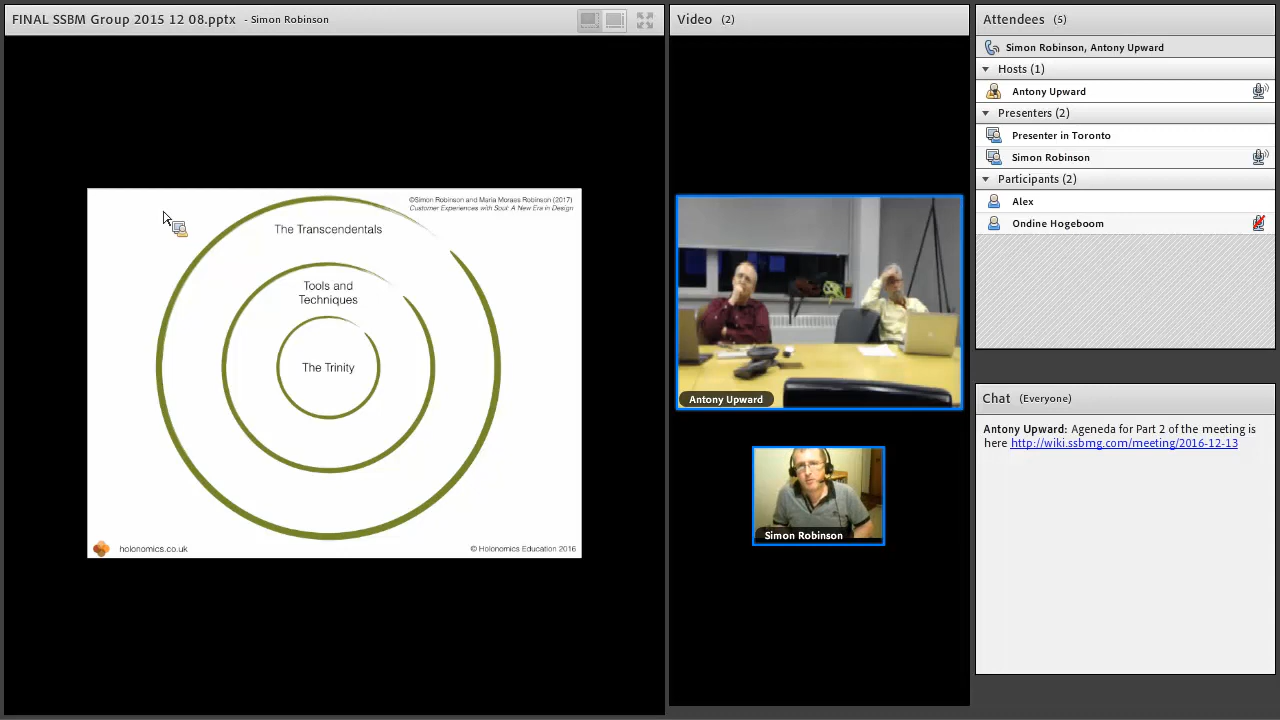 FINAL SSBM Group 2015 12 08.pptx - Simon Robinson
©Simon Robinson and Maria Moraes Robinson (2017)
Customer Experiences with Soul: A New Era in Design
The Transcendentals
Tools and
Techniques
The Trinity
holonomics.co.uk
© Holonomics Education 2016
Video (2)
Antony Upward
Simon Robinson
Attendees (5)
Simon Robinson, Antony Upward
Hosts (1)
Antony Upward
Presenters (2)
Presenter in Toronto
Simon Robinson
Participants (2)
Alex
Ondine Hogeboom
Chat (Everyone)
Antony Upward: Ageneda for Part 2 of the meeting is
here http://wiki.ssbmg.com/meeting/2016-12-13